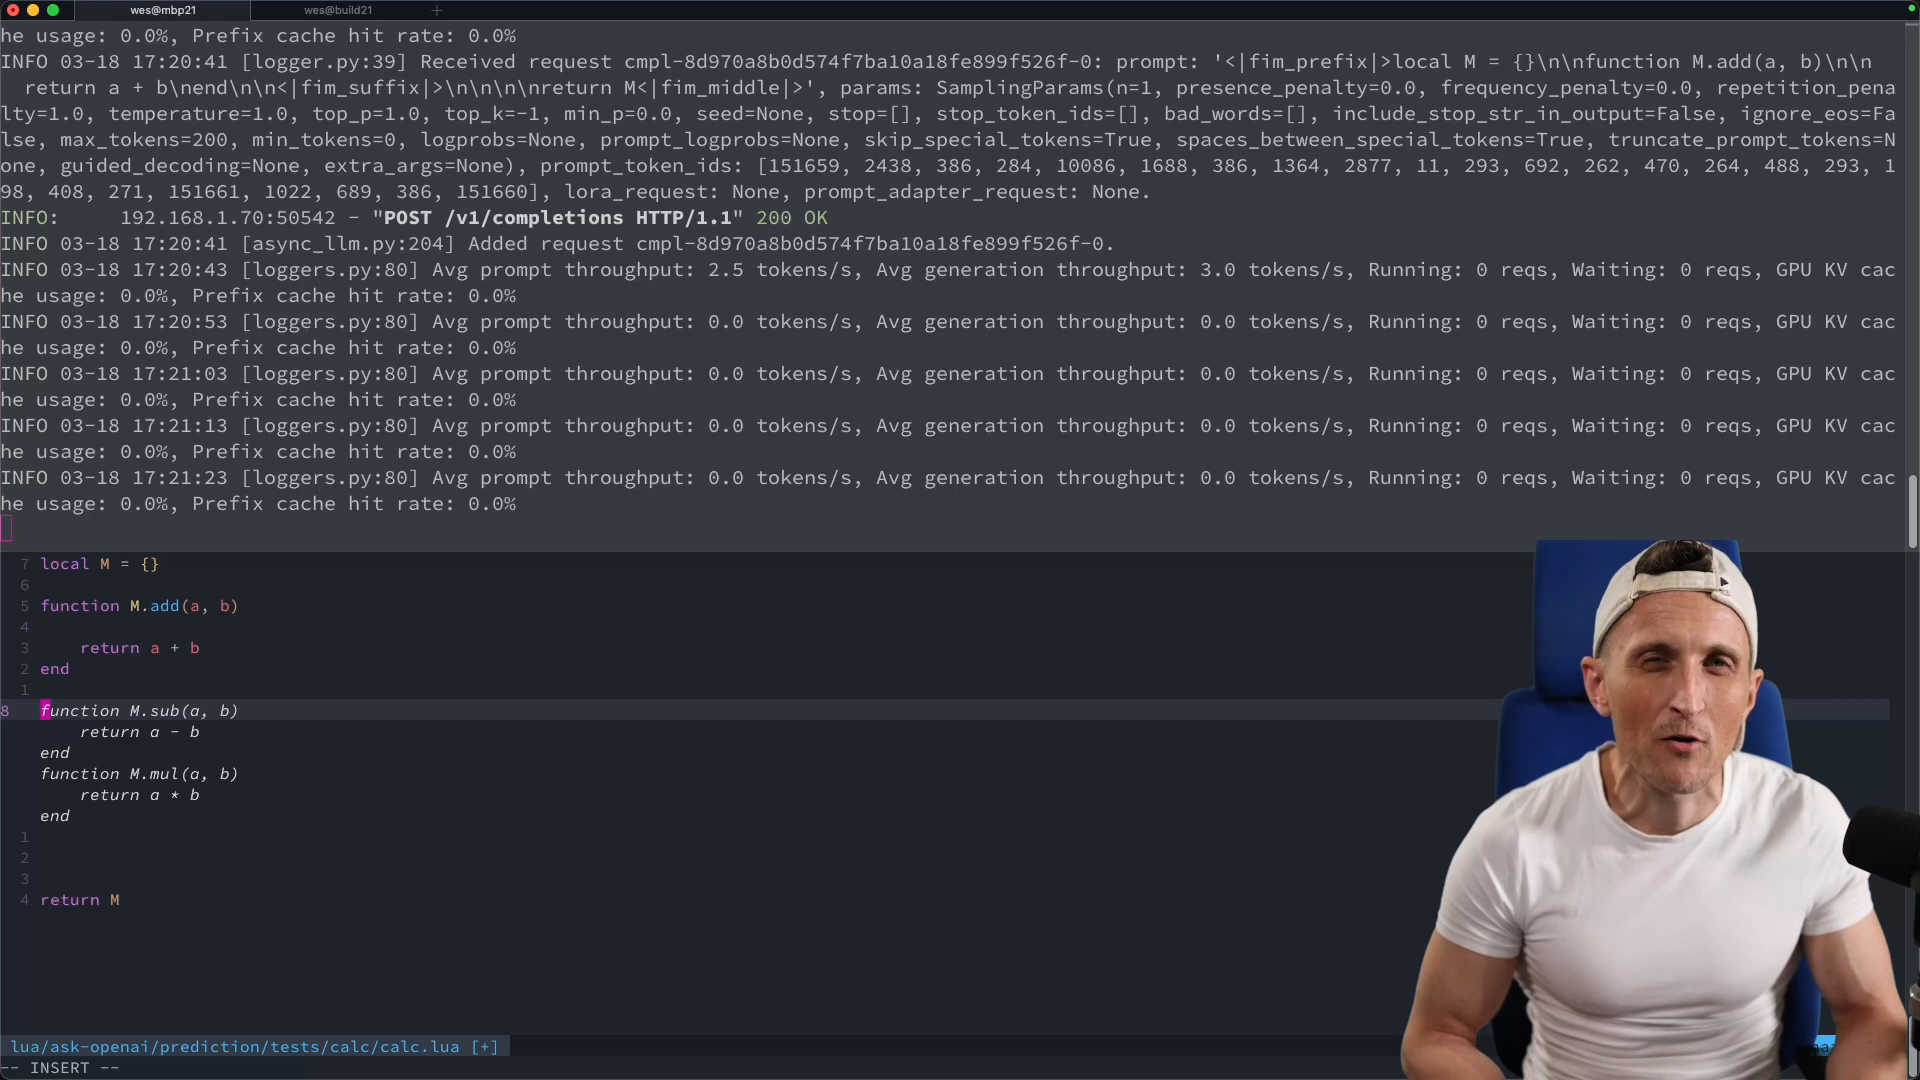 wes@mbp21
wes@build21
he usage: 0.0%, Prefix cache hit rate: 0.0%
INFO 03-18 17:20:41 [logger.py:39] Received request cmpl-8d970a8b0d574f7ba10a18fe899f526f-0: prompt: '<|fim_prefix|>local M = {}\n\nfunction M.add(a, b)\n\n
return a + b\nend\n\n<|fim_suffix|>\n\n\n\nreturn M<|fim_middle|>', params: SamplingParams(n=1, presence_penalty=0.0, frequency_penalty=0.0, repetition_pena
lty=1.0, temperature=1.0, top_p=1.0, top_k=-1, min_p=0.0, seed=None, stop=[], stop_token_ids=[], bad_words=[], include_stop_str_in_output=False, ignore_eos=Fa
lse, max_tokens=200, min_tokens=0, logprobs=None, prompt_logprobs=None, skip_special_tokens=True, spaces_between_special_tokens=True, truncate_prompt_tokens=N
one, guided_decoding=None, extra_args=None), prompt_token_ids: [151659, 2438, 386, 284, 10086, 1688, 386, 1364, 2877, 11, 293, 692, 262, 470, 264, 488, 293, 1
98, 408, 271, 151661, 1022, 689, 386, 151660], lora_request: None, prompt_adapter_request: None.
INFO: 192.168.1.70:50542 - "POST /v1/completions HTTP/1.1" 200 OK
INFO 03-18 17:20:41 [async_llm.py:204] Added request cmpl-8d970a8b0d574f7ba10a18fe899f526f-0.
INFO 03-18 17:20:43 [loggers.py:80] Avg prompt throughput: 2.5 tokens/s, Avg generation throughput: 3.0 tokens/s, Running: 0 reqs, Waiting: 0 reqs, GPU KV cac
he usage: 0.0%, Prefix cache hit rate: 0.0%
INFO 03-18 17:20:53 [loggers.py:80] Avg prompt throughput: 0.0 tokens/s, Avg generation throughput: 0.0 tokens/s, Running: 0 reqs, Waiting: 0 reqs, GPU KV cac
he usage: 0.0%, Prefix cache hit rate: 0.0%
INFO 03-18 17:21:03 [loggers.py:80] Avg prompt throughput: 0.0 tokens/s, Avg generation throughput: 0.0 tokens/s, Running: 0 reqs, Waiting: 0 reqs, GPU KV cac
he usage: 0.0%, Prefix cache hit rate: 0.0%
INFO 03-18 17:21:13 [loggers.py:80] Avg prompt throughput: 0.0 tokens/s, Avg generation throughput: 0.0 tokens/s, Running: 0 reqs, Waiting: 0 reqs, GPU KV cac
he usage: 0.0%, Prefix cache hit rate: 0.0%
INFO 03-18 17:21:23 [loggers.py:80] Avg prompt throughput: 0.0 tokens/s, Avg generation throughput: 0.0 tokens/s, Running: 0 reqs, Waiting: 0 reqs, GPU KV cac
he usage: 0.0%, Prefix cache hit rate: 0.0%
7 local M = {}
6
5 function M.add(a, b)
4
3 return a + b
2 end
1
8 function M.sub(a, b)
return a - b
end
function M.mul(a, b)
return a * b
end
1
2
3
4 return M
lua/ask-openai/prediction/tests/calc/calc.lua [+]
-- INSERT --